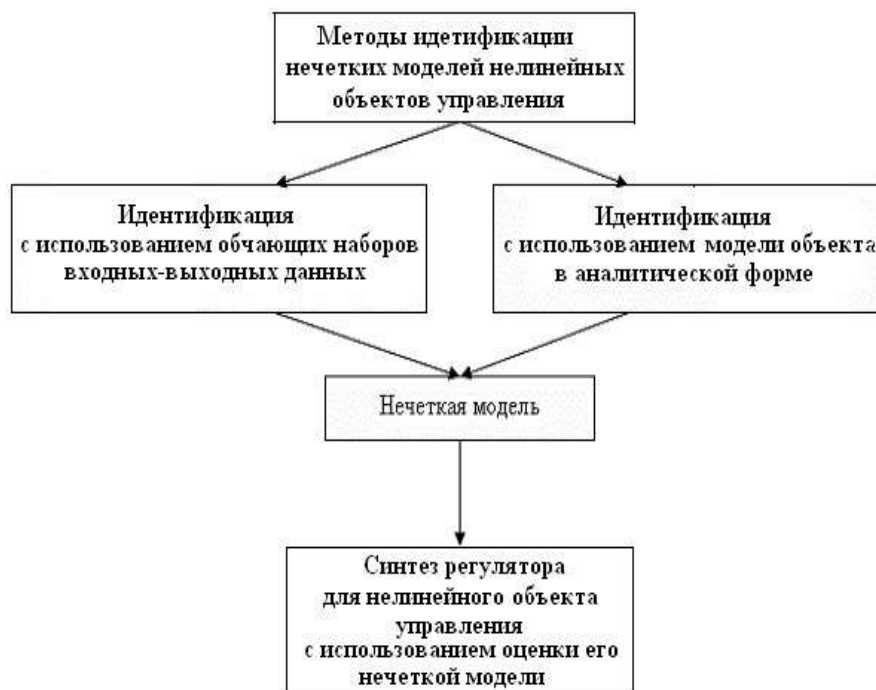 Методы идетификации
нечетких моделей нелинейных
объектов управления
Идентификация
с использованием обчающих наборов
входных-выходных данных
Идентификация
с использованием модели объекта
в аналитической форме
Нечеткая модель
Синтез регулятора
для нелинейного объекта
управления
с использованием оценки его
нечеткой модели